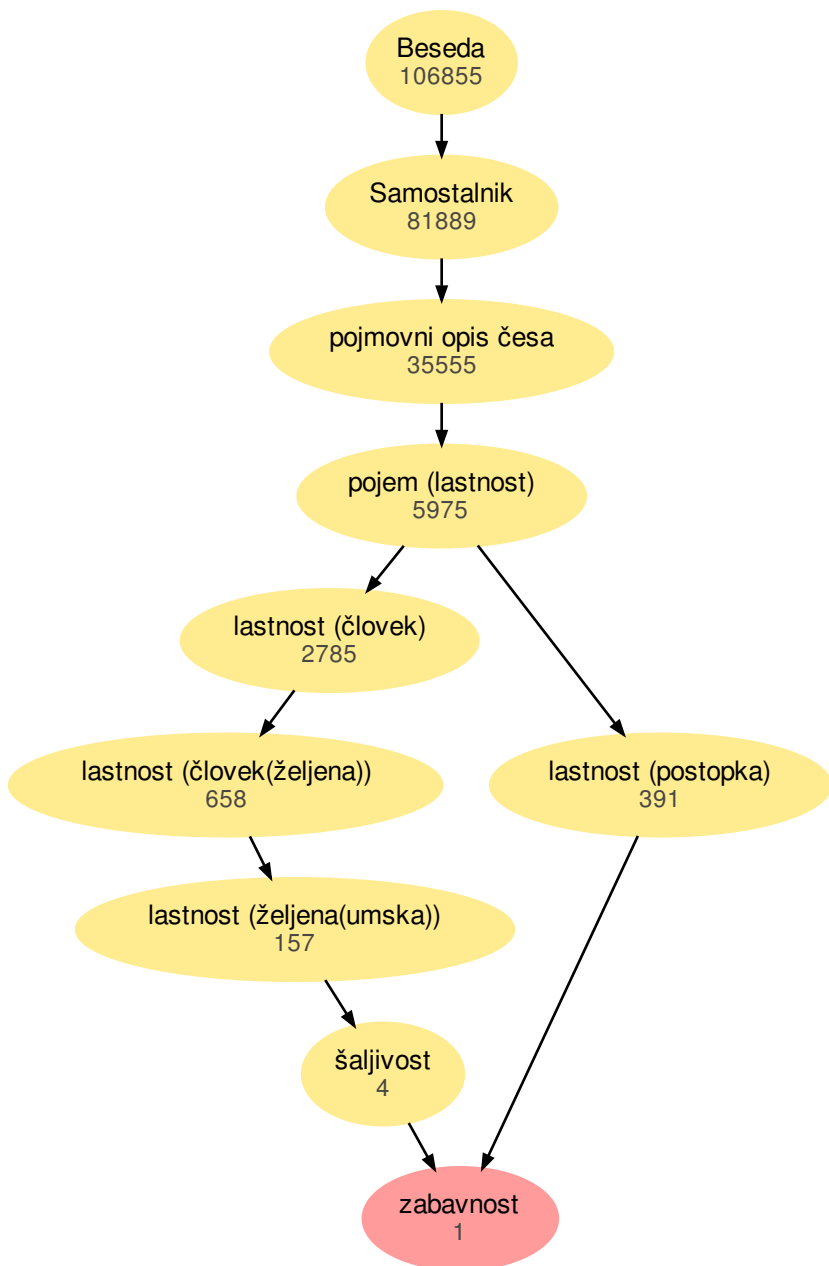 Beseda
106855
Samostalnik
81889
pojmovni opis česa
35555
pojem (lastnost)
5975
lastnost (človek)
2785
lastnost (človek(željena))
658
lastnost (postopka)
391
lastnost (željena(umska))
157
šaljivost
4
zabavnost
1